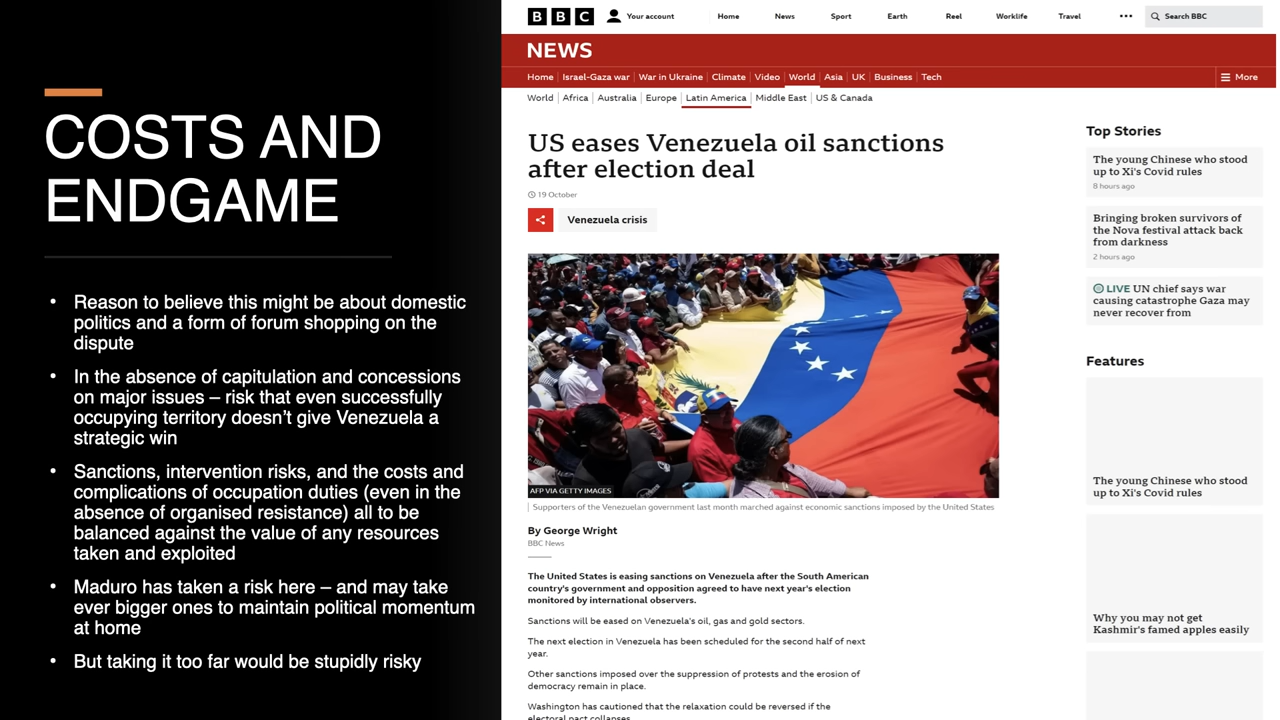 COSTS AND
ENDGAME
• Reason to believe this might be about domestic
politics and a form of forum shopping on the
dispute
• In the absence of capitulation and concessions
on major issues – risk that even successfully
occupying territory doesn’t give Venezuela a
strategic win
• Sanctions, intervention risks, and the costs and
complications of occupation duties (even in the
absence of organised resistance) all to be
balanced against the value of any resources
taken and exploited
• Maduro has taken a risk here – and may take
ever bigger ones to maintain political momentum
at home
• But taking it too far would be stupidly risky
BBC Your account Home News Sport Earth Reel Worklife Travel ••• Search BBC
NEWS
Home Israel-Gaza war War in Ukraine Climate Video World Asia UK Business Tech More
World Africa Australia Europe Latin America Middle East US & Canada
US eases Venezuela oil sanctions
after election deal
19 October
Venezuela crisis
AFP VIA GETTY IMAGES
Supporters of the Venezuelan government last month marched against economic sanctions imposed by the United States
By George Wright
BBC News
The United States is easing sanctions on Venezuela after the South American
country's government and opposition agreed to have next year's election
monitored by international observers.
Sanctions will be eased on Venezuela's oil, gas and gold sectors.
The next election in Venezuela has been scheduled for the second half of next
year.
Other sanctions imposed over the suppression of protests and the erosion of
democracy remain in place.
Washington has cautioned that the relaxation could be reversed if the
electoral pact collapses.
Top Stories
The young Chinese who stood
up to Xi's Covid rules
8 hours ago
Bringing broken survivors of
the Nova festival attack back
from darkness
2 hours ago
LIVE UN chief says war
causing catastrophe Gaza may
never recover from
Features
The young Chinese who stood
up to Xi's Covid rules
Why you may not get
Kashmir's famed apples easily